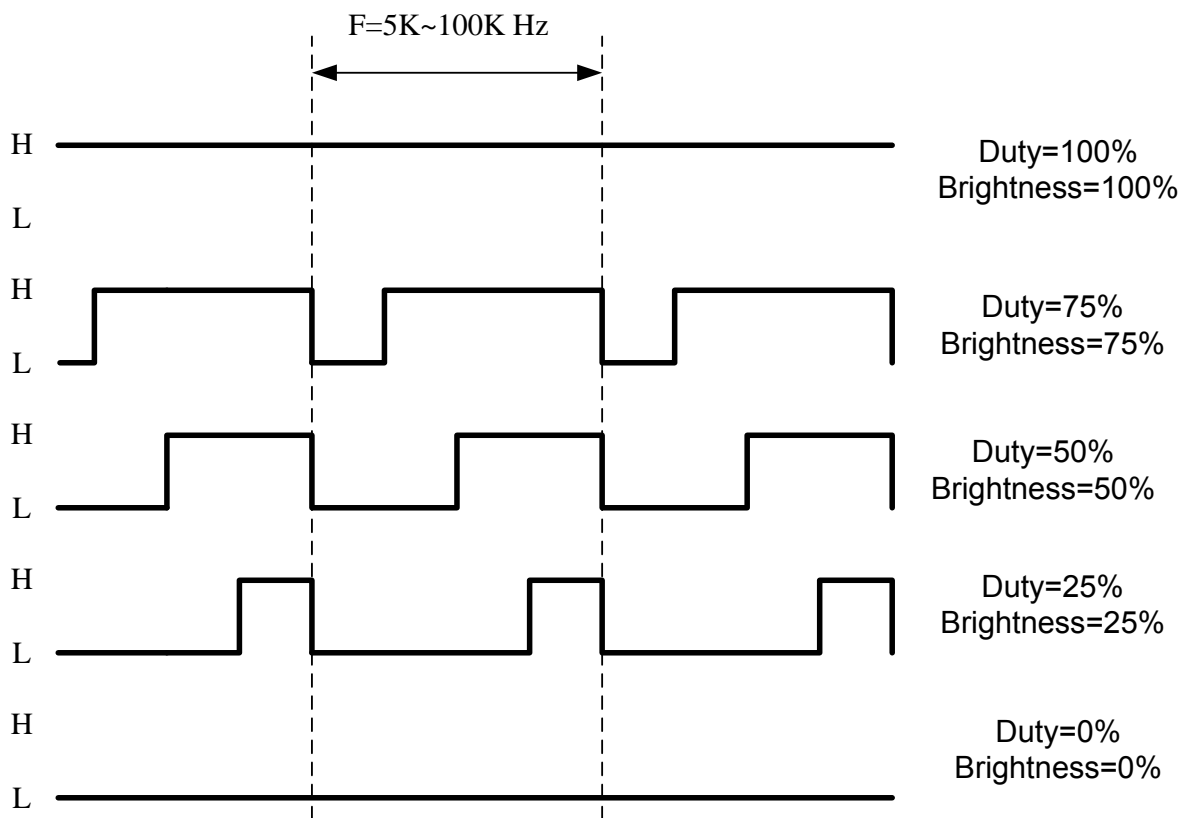 F=5K~100K Hz
H
L
Duty=100%
Brightness=100%
H
L
Duty=75%
Brightness=75%
H
L
Duty=50%
Brightness=50%
H
L
Duty=25%
Brightness=25%
H
L
Duty=0%
Brightness=0%